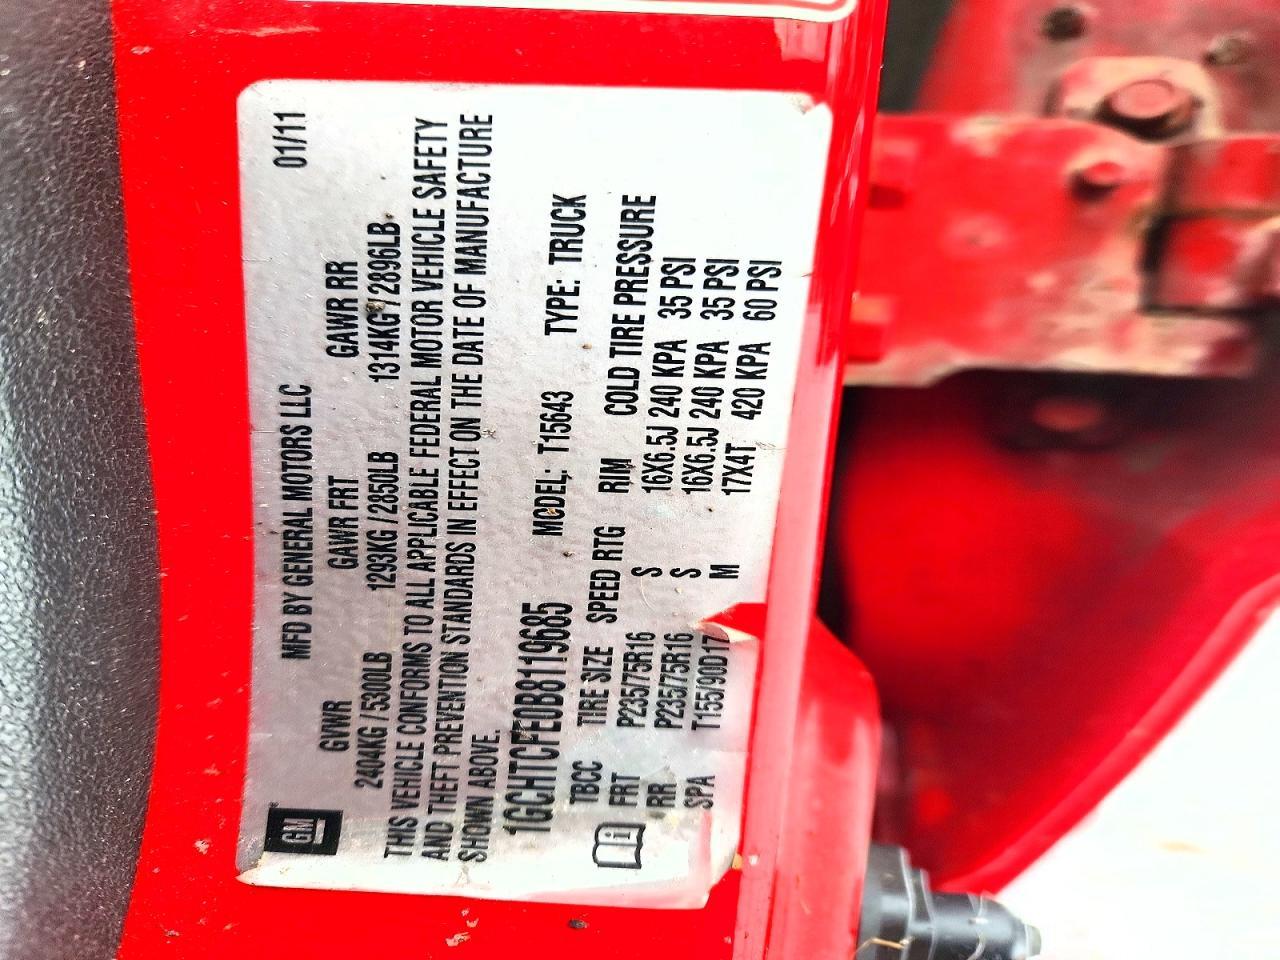 GM
MFD BY GENERAL MOTORS LLC 01/11
GVWR GAWR FRT GAWR RR
2404KG / 5300LB 1293KG / 2850LB 1314KG / 2896LB
THIS VEHICLE CONFORMS TO ALL APPLICABLE FEDERAL MOTOR VEHICLE SAFETY
AND THEFT PREVENTION STANDARDS IN EFFECT ON THE DATE OF MANUFACTURE
SHOWN ABOVE.
1GCHTCFE0B8119685 MODEL: T15643 TYPE: TRUCK
TBCC TIRE SIZE SPEED RTG RIM COLD TIRE PRESSURE
FRT P235/75R16 S 16X6.5J 240 KPA 35 PSI
RR P235/75R16 S 16X6.5J 240 KPA 35 PSI
SPA T155/90D17 M 17X4T 420 KPA 60 PSI